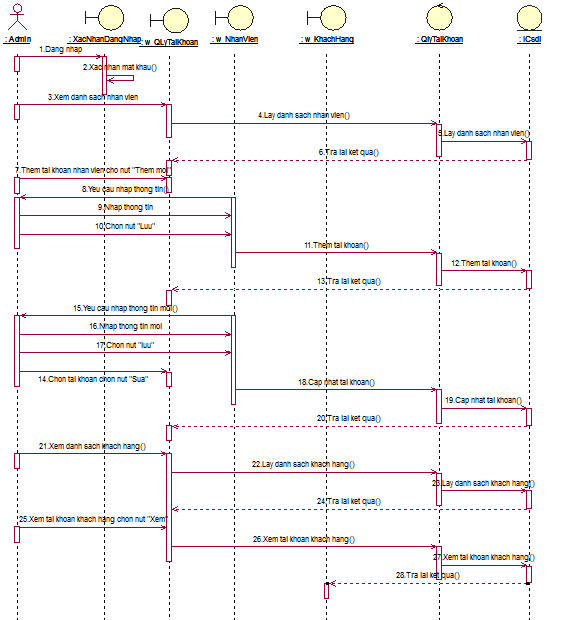 : Admin
: XacNhanDangNhap
: w_QLyTaiKhoan
: w_NhanVien
: w_KhachHang
: QlyTaiKhoan
: ICsdl
1.Dang nhap
2.Xac nhan mat khau()
3.Xem danh sach nhan vien
4.Lay danh sach nhan vien()
5.Lay danh sach nhan vien()
6.Tra lai ket qua()
7.Them tai khoan nhan vien cho nut "Them moi"
8.Yeu cau nhap thong tin()
9.Nhap thong tin
10.Chon nut "Luu"
11.Them tai khoan()
12.Them tai khoan()
13.Tra lai ket qua()
15.Yeu cau nhap thong tin moi()
16.Nhap thong tin moi
17.Chon nut "luu"
14.Chon tai khoan chon nut "Sua"
18.Cap nhat tai khoan()
19.Cap nhat tai khoan()
20.Tra lai ket qua()
21.Xem danh sach khach hang()
22.Lay danh sach khach hang()
23.Lay danh sach khach hang()
24.Tra lai ket qua()
25.Xem tai khoan khach hang chon nut "Xem"
26.Xem tai khoan khach hang()
27.Xem tai khoan khach hang()
28.Tra lai ket qua()